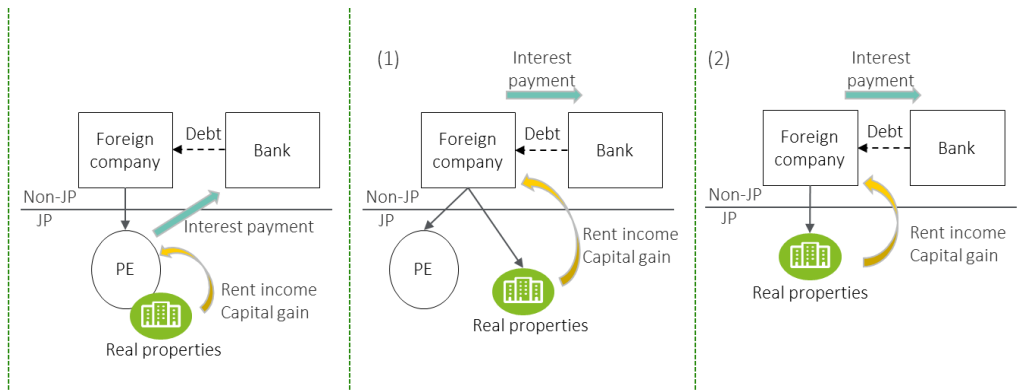 Foreign
company
Debt
Bank
Non-JP
JP
Interest payment
PE
Rent income
Capital gain
Real properties
(1)
Interest
payment
Foreign
company
Debt
Bank
Non-JP
JP
PE
Rent income
Capital gain
Real properties
(2)
Interest
payment
Foreign
company
Debt
Bank
Non-JP
JP
Rent income
Capital gain
Real properties